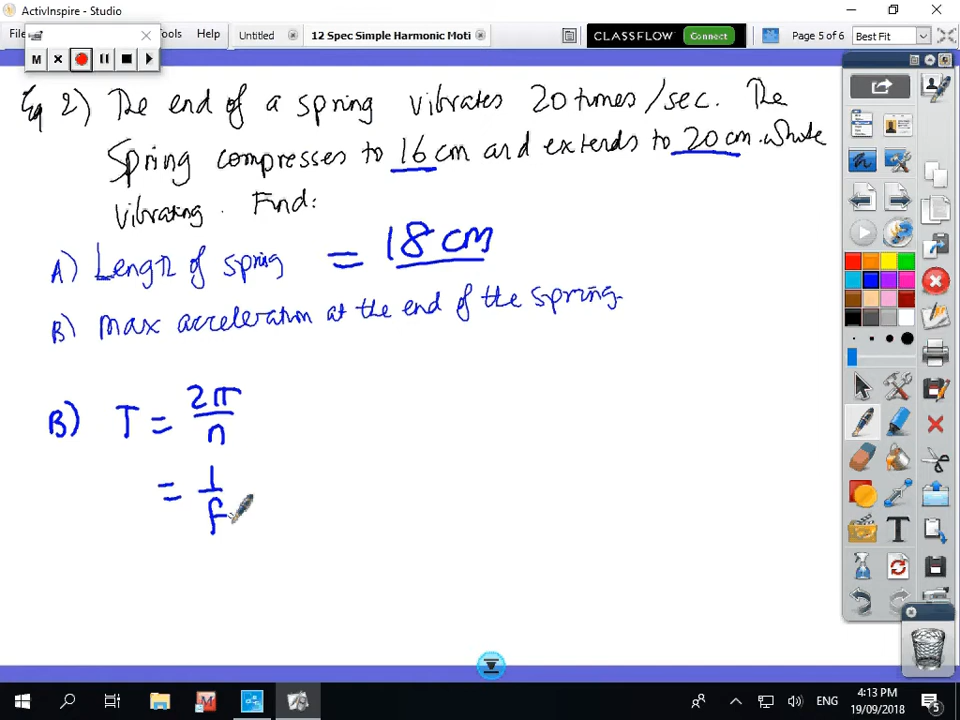 ActivInspire - Studio
File
Tools
Help
Untitled
12 Spec Simple Harmonic Moti
CLASSFLOW
Connect
Page 5 of 6
Best Fit
M
Eg 2) The end of a spring vibrates 20 times/sec. The
Spring compresses to 16 cm and extends to 20 cm. while
vibrating. Find:
A) Length of spring = 18 cm
B) max acceleration at the end of the spring.
B) T = 2π/n
= 1/f
T
ENG
4:13 PM
19/09/2018
5